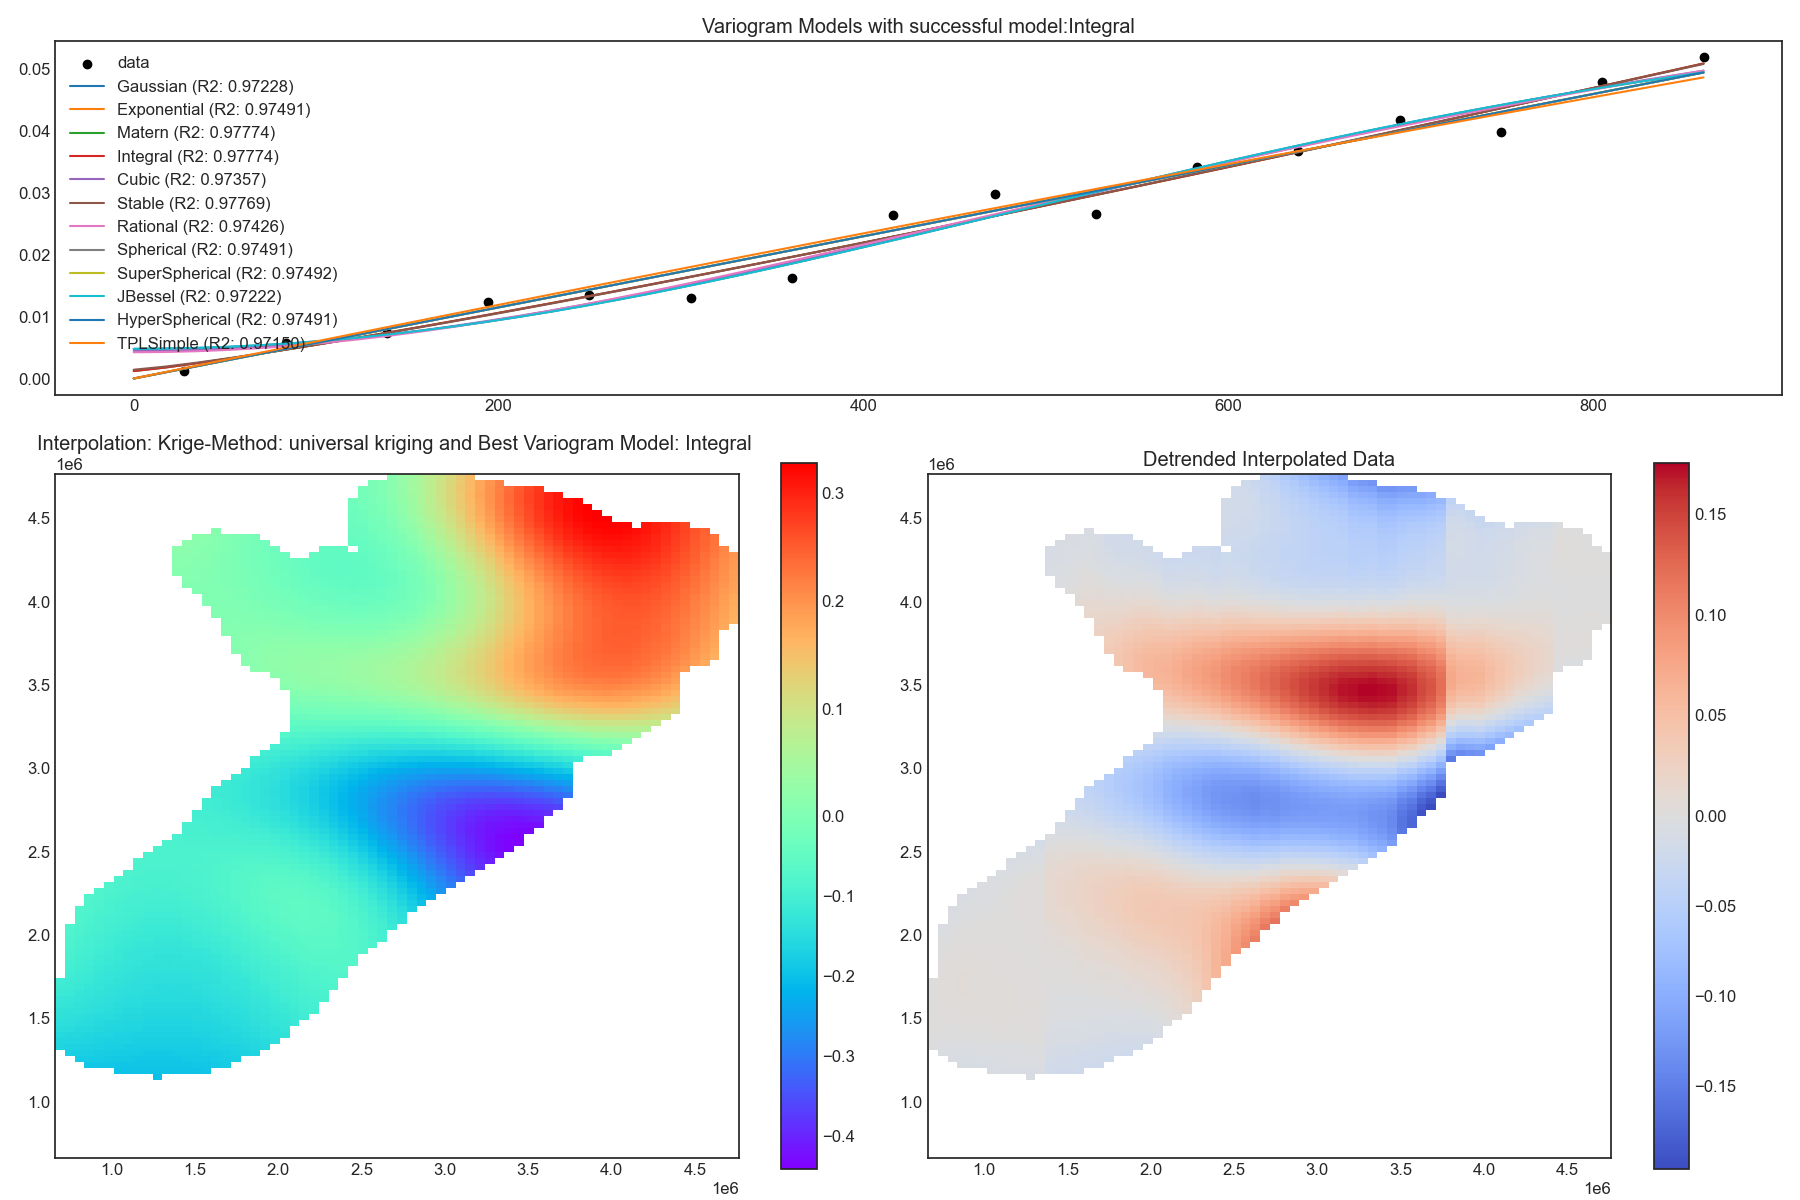 Variogram Models with successful model:Integral
0.05
0.04
0.03
0.02
0.01
0.00
data
Gaussian (R2: 0.97228)
Exponential (R2: 0.97491)
Matern (R2: 0.97774)
Integral (R2: 0.97774)
Cubic (R2: 0.97357)
Stable (R2: 0.97769)
Rational (R2: 0.97426)
Spherical (R2: 0.97491)
SuperSpherical (R2: 0.97492)
JBessel (R2: 0.97222)
HyperSpherical (R2: 0.97491)
TPLSimple (R2: 0.97150)
0 200 400 600 800
Interpolation: Krige-Method: universal kriging and Best Variogram Model: Integral
1e6
4.5
4.0
3.5
3.0
2.5
2.0
1.5
1.0
1.0 1.5 2.0 2.5 3.0 3.5 4.0 4.5
1e6
0.3
0.2
0.1
0.0
−0.1
−0.2
−0.3
−0.4
Detrended Interpolated Data
1e6
4.5
4.0
3.5
3.0
2.5
2.0
1.5
1.0
1.0 1.5 2.0 2.5 3.0 3.5 4.0 4.5
1e6
0.15
0.10
0.05
0.00
−0.05
−0.10
−0.15